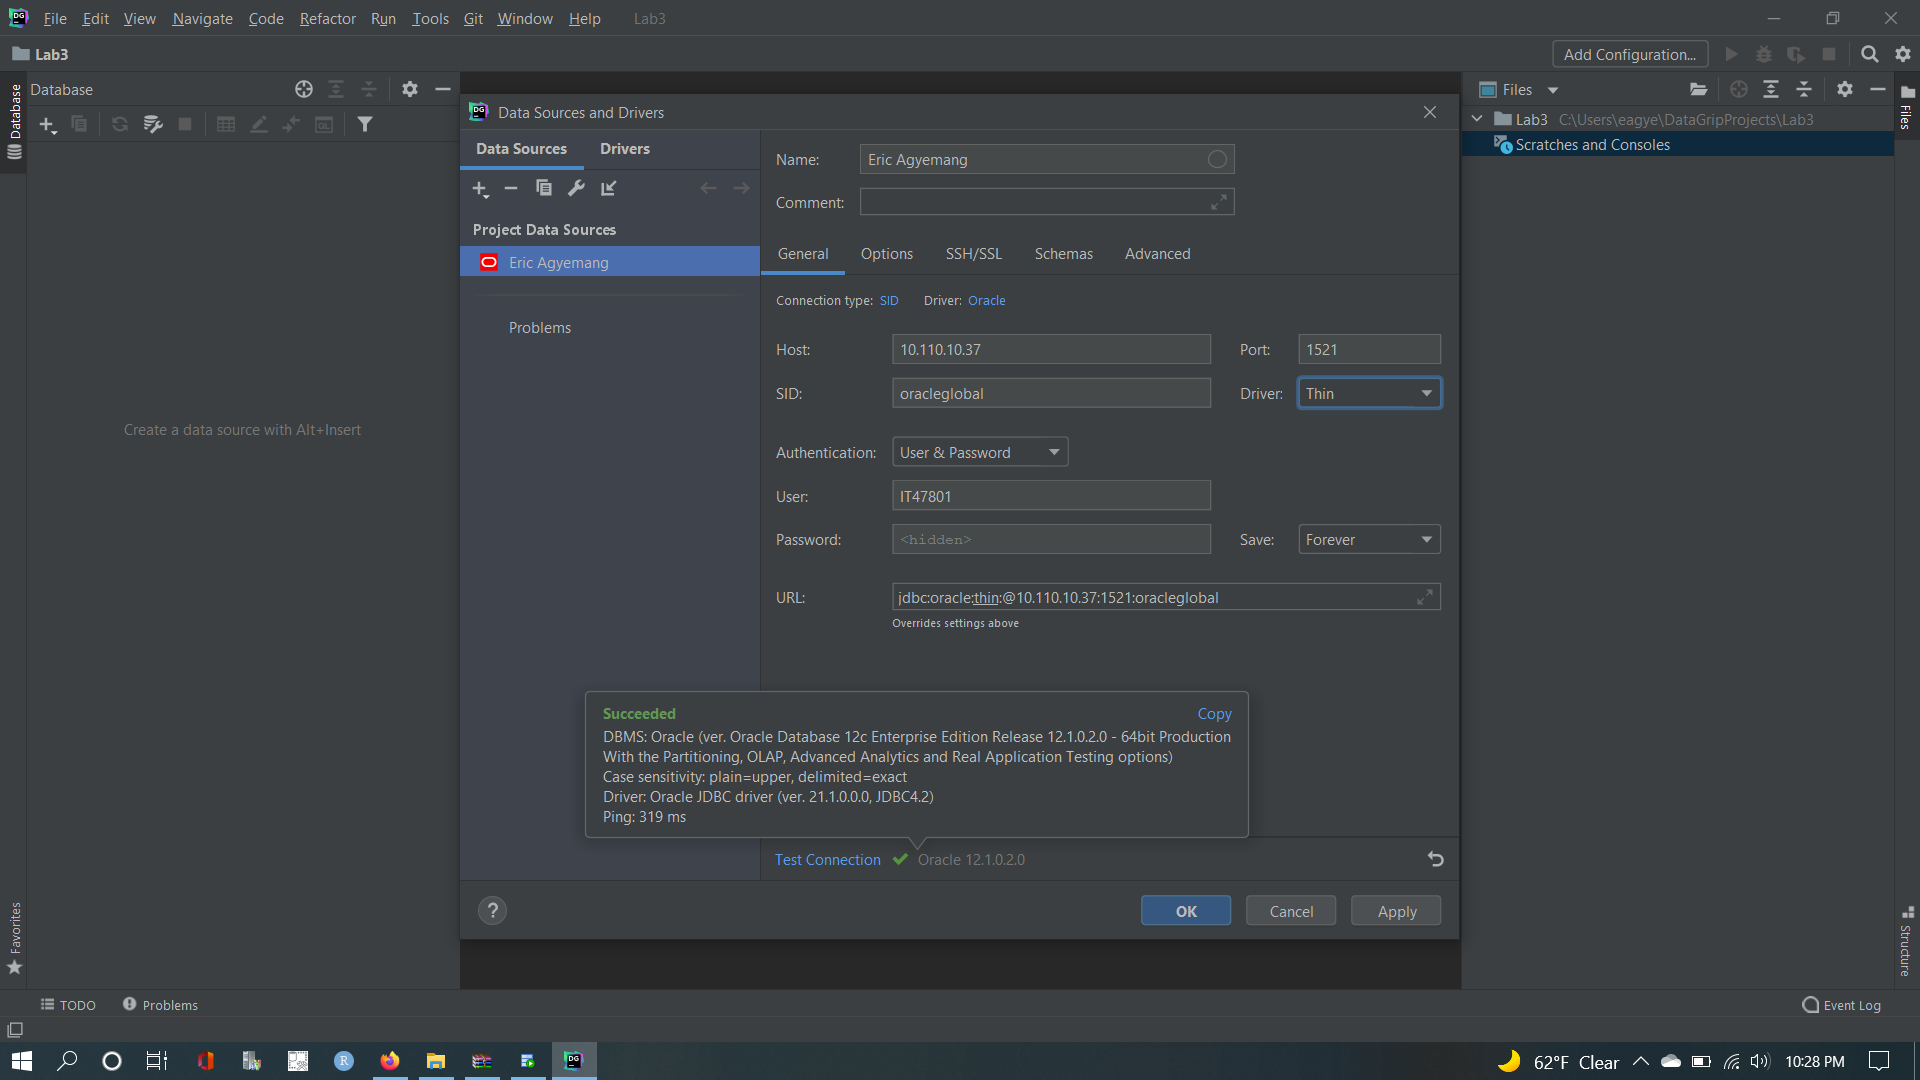 File Edit View Navigate Code Refactor Run Tools Git Window Help Lab3
Lab3
Add Configuration...
Database
Database
Create a data source with Alt+Insert
Favorites
Data Sources and Drivers
Data Sources Drivers
Project Data Sources
Eric Agyemang
Problems
Name: Eric Agyemang
Comment:
General Options SSH/SSL Schemas Advanced
Connection type: SID Driver: Oracle
Host: 10.110.10.37 Port: 1521
SID: oracleglobal Driver: Thin
Authentication: User & Password
User: IT47801
Password: <hidden> Save: Forever
URL: jdbc:oracle:thin:@10.110.10.37:1521:oracleglobal
Overrides settings above
Succeeded Copy
DBMS: Oracle (ver. Oracle Database 12c Enterprise Edition Release 12.1.0.2.0 - 64bit Production
With the Partitioning, OLAP, Advanced Analytics and Real Application Testing options)
Case sensitivity: plain=upper, delimited=exact
Driver: Oracle JDBC driver (ver. 21.1.0.0.0, JDBC4.2)
Ping: 319 ms
Test Connection Oracle 12.1.0.2.0
? OK Cancel Apply
Files
Lab3 C:\Users\eagye\DataGripProjects\Lab3
Scratches and Consoles
Files
Structure
TODO Problems Event Log
62°F Clear 10:28 PM